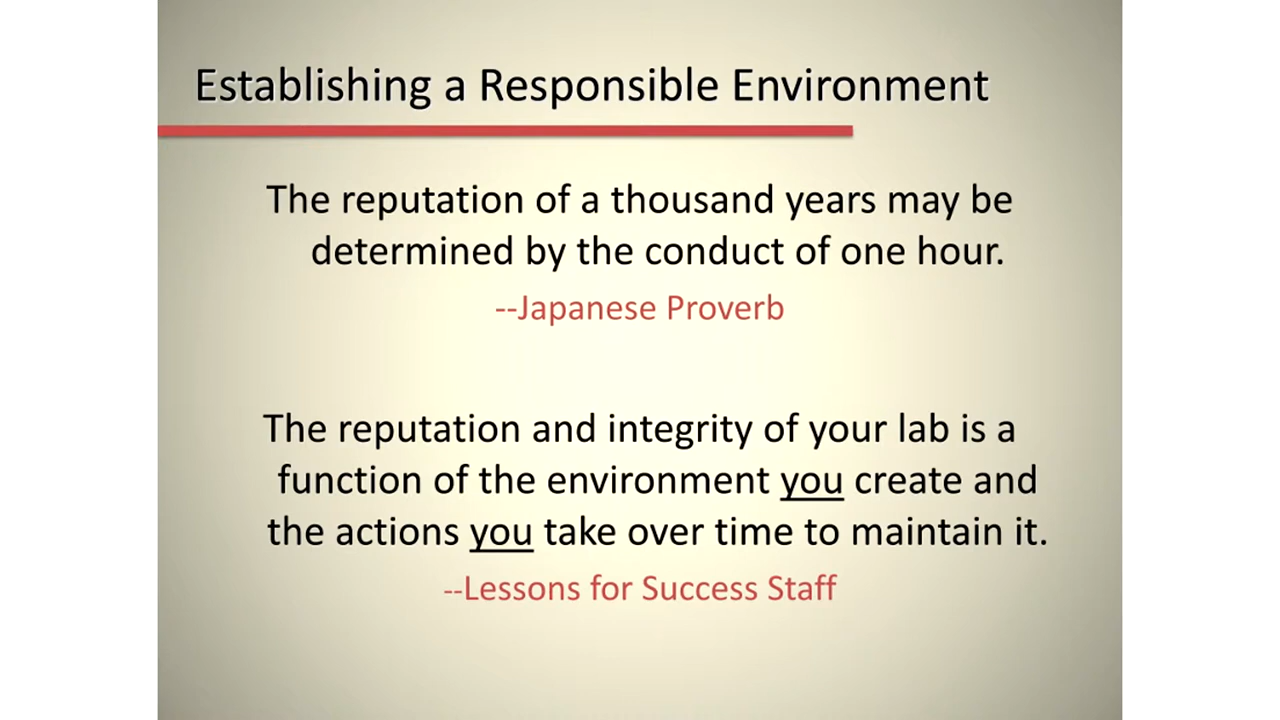 Establishing a Responsible Environment
The reputation of a thousand years may be
determined by the conduct of one hour.
--Japanese Proverb
The reputation and integrity of your lab is a
function of the environment you create and
the actions you take over time to maintain it.
--Lessons for Success Staff